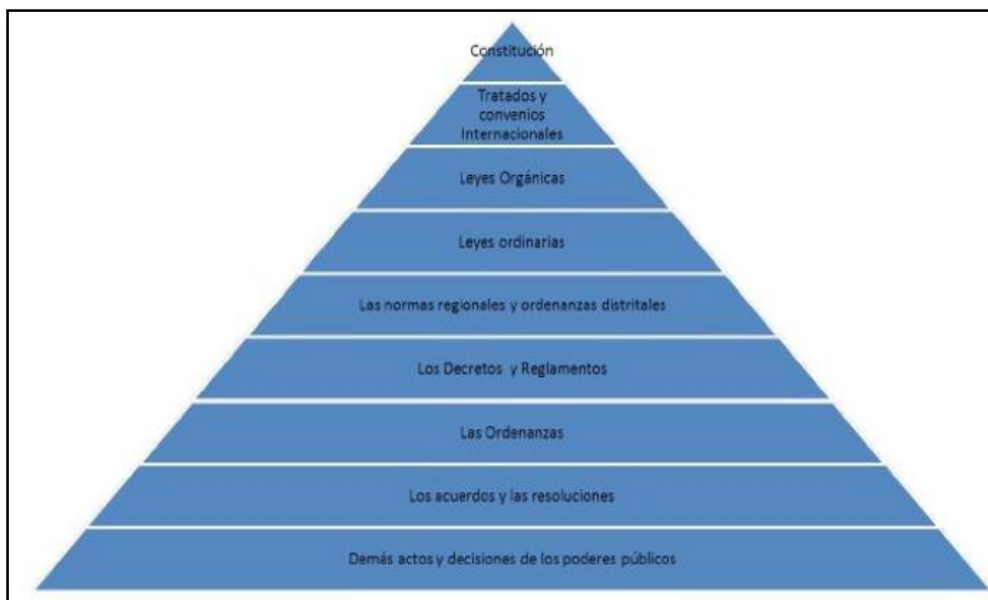 Constitución
Tratados y
convenios
Internacionales
Leyes Orgánicas
Leyes ordinarias
Las normas regionales y ordenanzas distritales
Los Decretos y Reglamentos
Las Ordenanzas
Los acuerdos y las resoluciones
Demás actos y decisiones de los poderes públicos